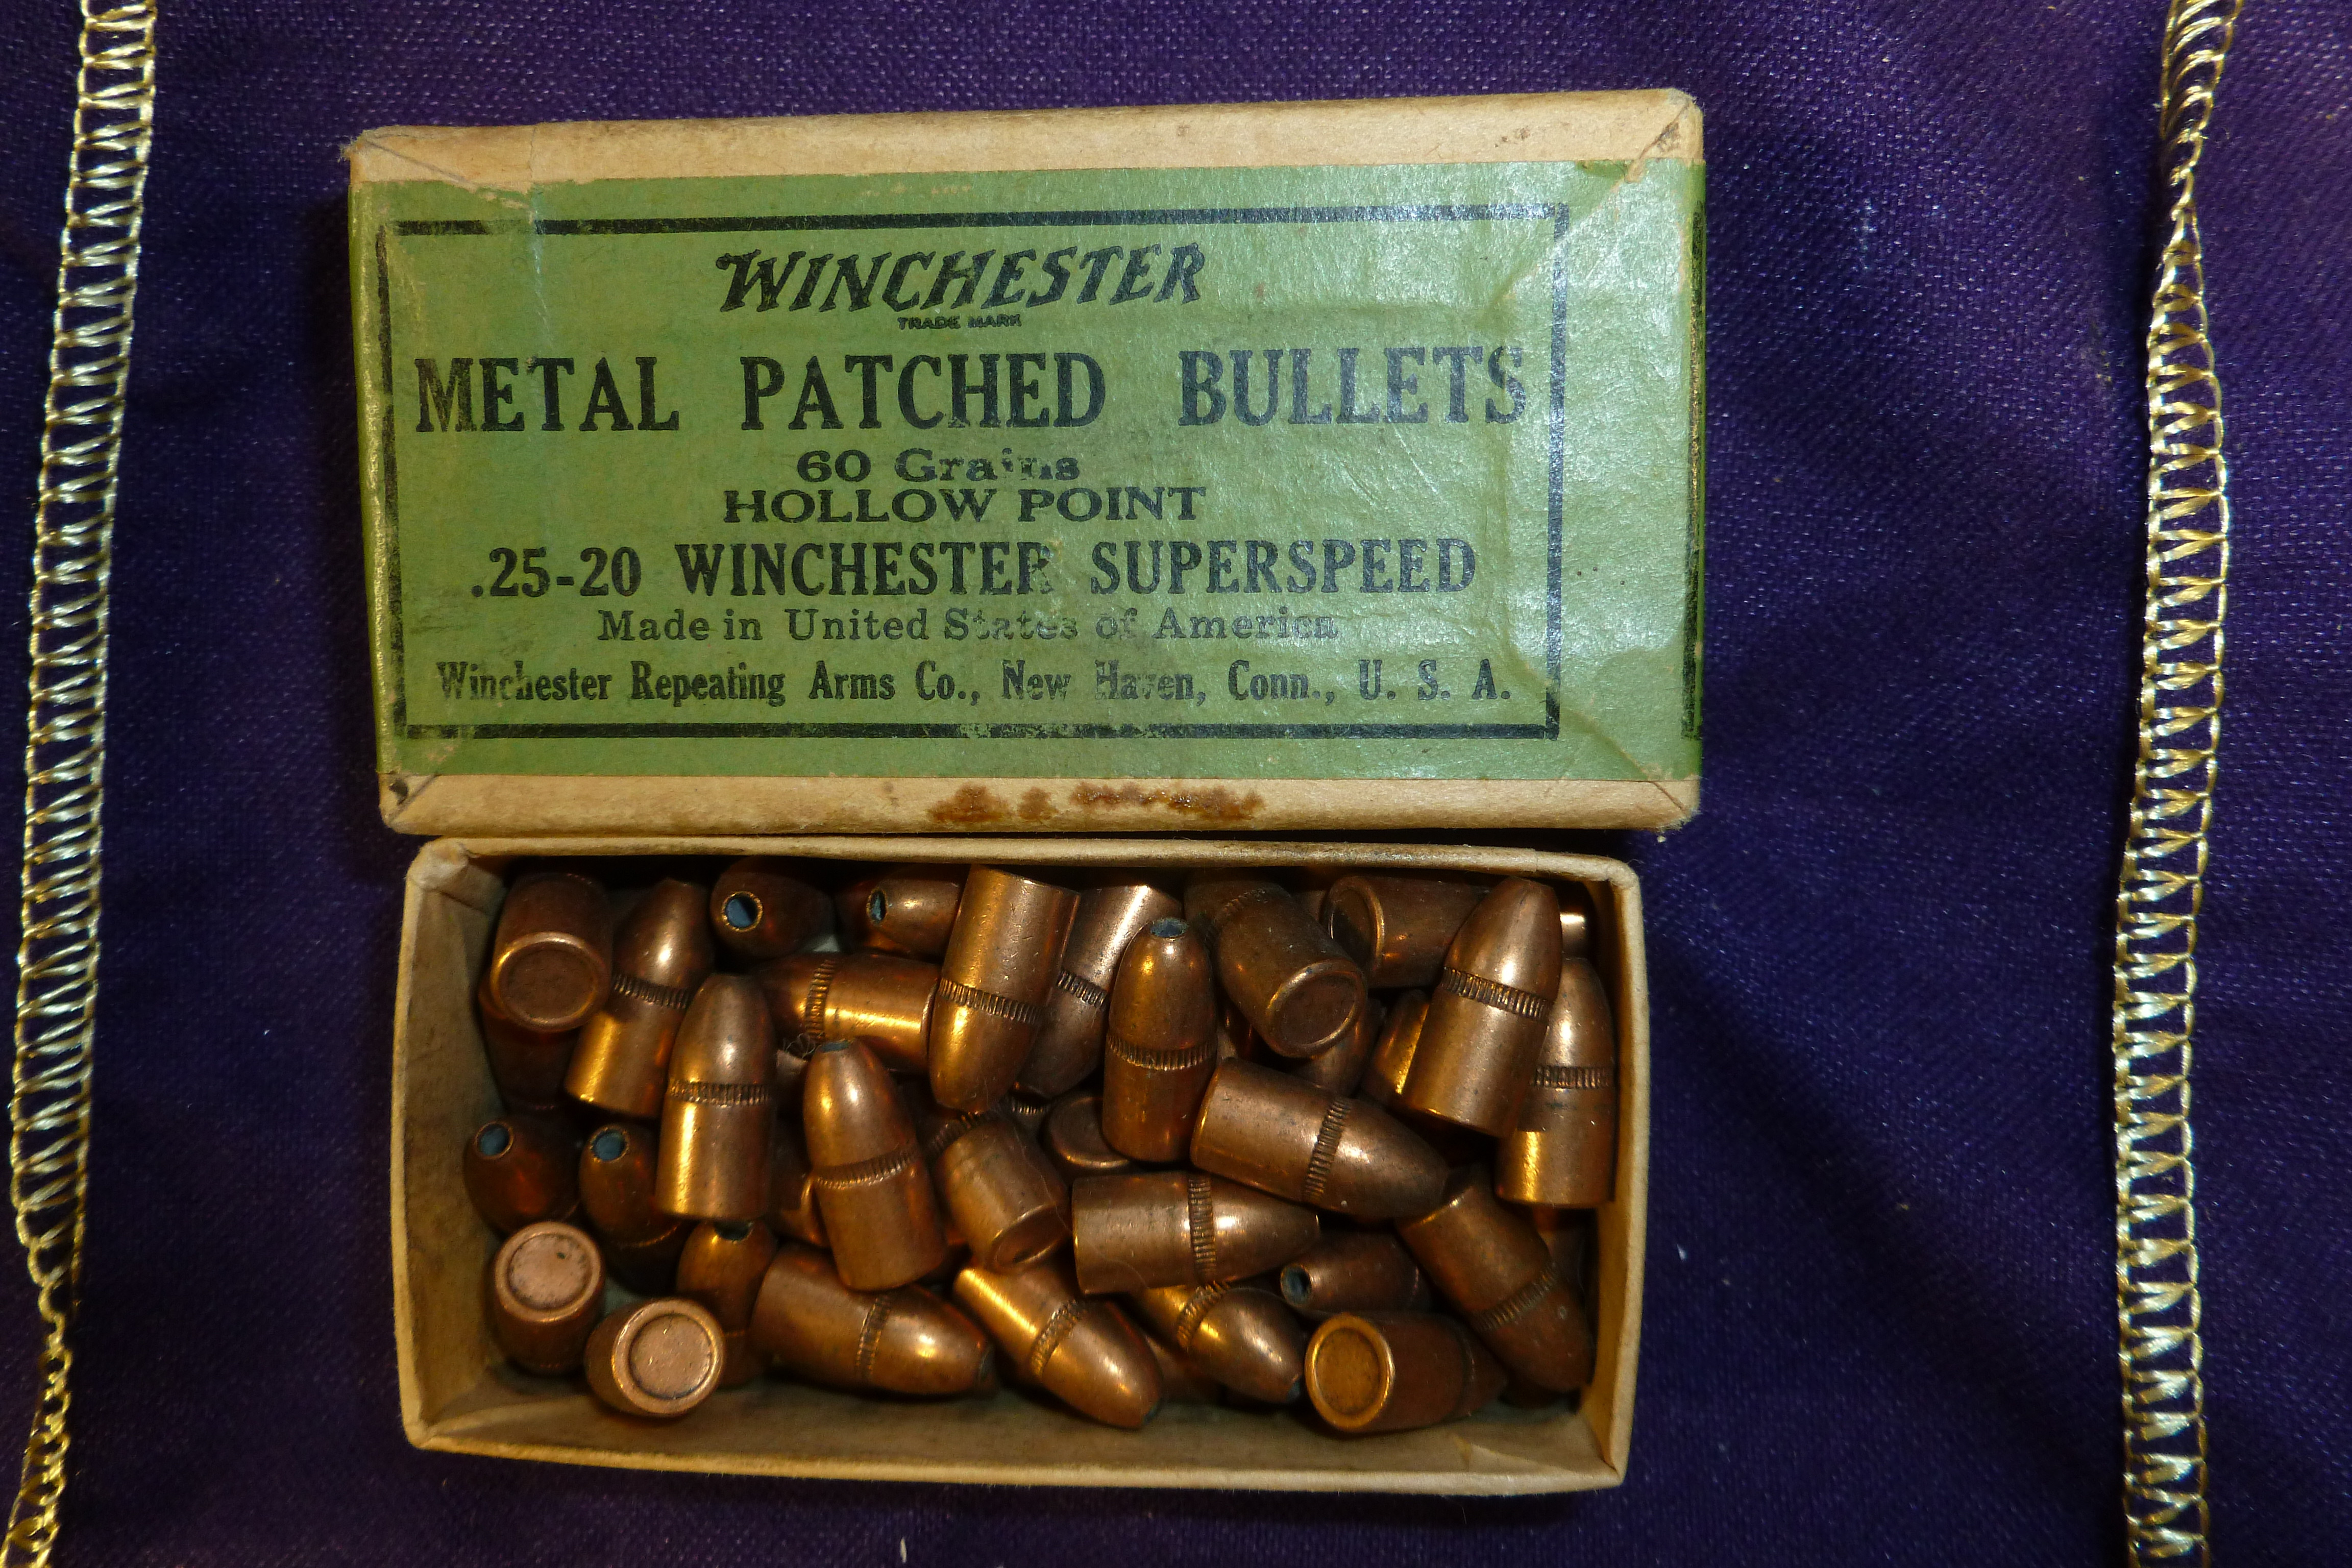 WINCHESTER
TRADE MARK
METAL PATCHED BULLETS
60 Grains
HOLLOW POINT
.25-20 WINCHESTER SUPERSPEED
Made in United States of America
Winchester Repeating Arms Co., New Haven, Conn., U. S. A.